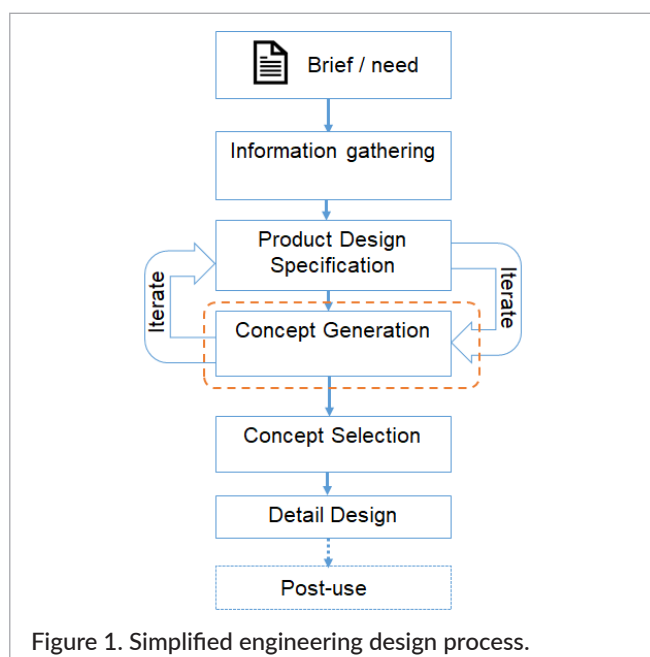 Brief / need
Information gathering
Product Design
Specification
Iterate
Iterate
Concept Generation
Concept Selection
Detail Design
Post-use
Figure 1. Simplified engineering design process.